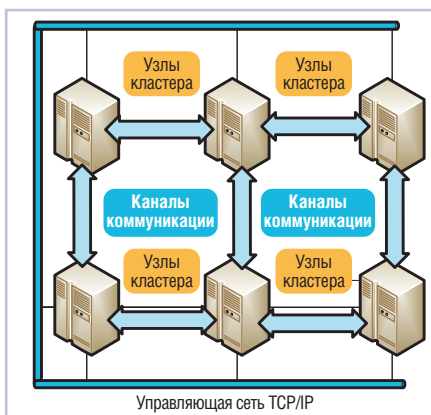 Узлы
кластера
Узлы
кластера
Каналы
коммуникации
Каналы
коммуникации
Узлы
кластера
Узлы
кластера
Управляющая сеть TCP/IP